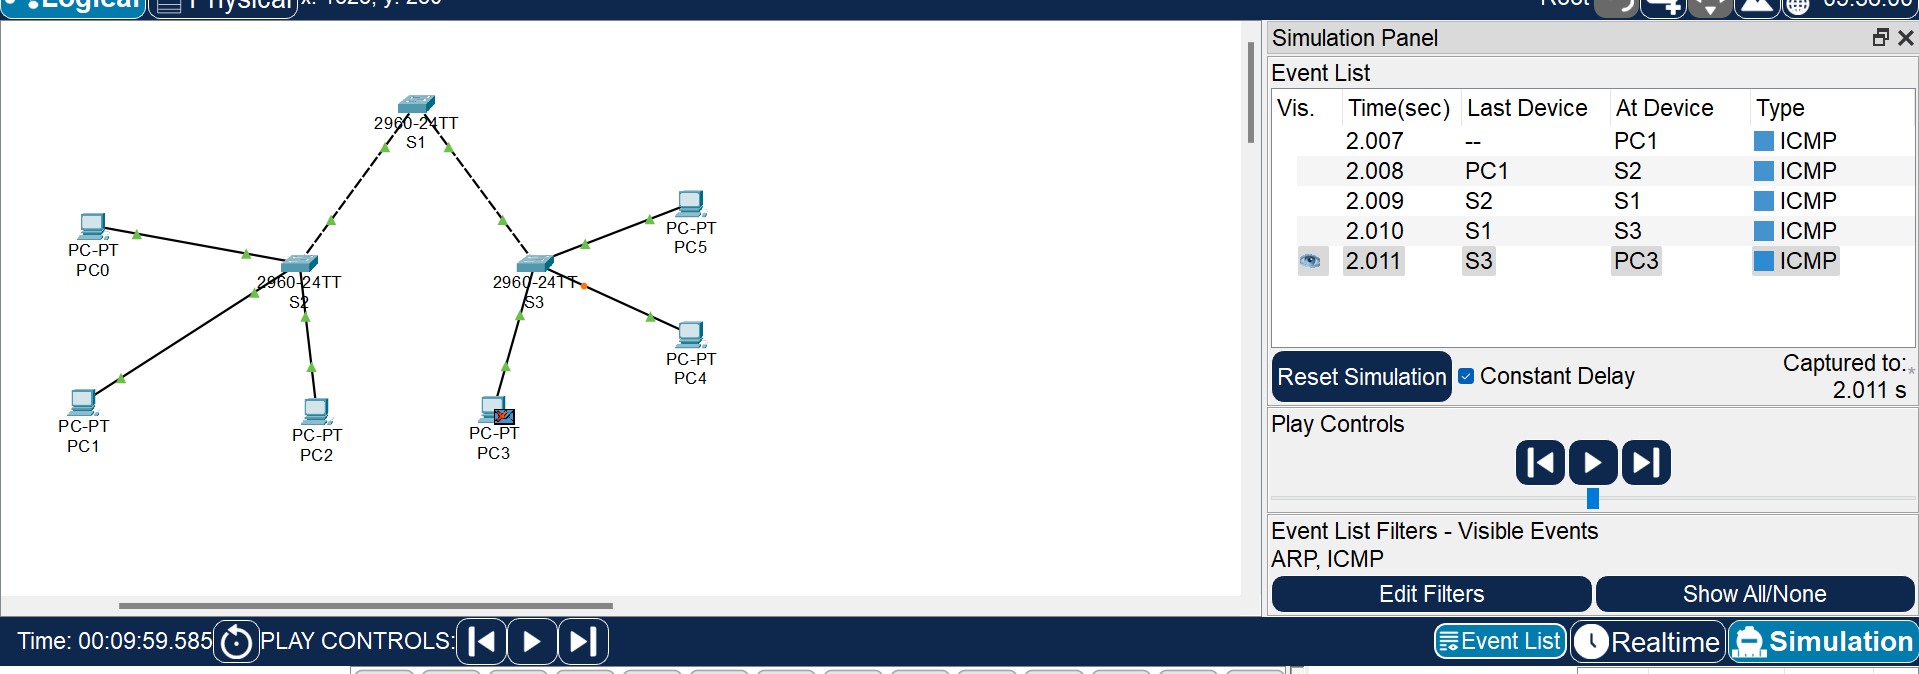 Logical
Physical
x: 1620, y: 250
Root
Simulation Panel
Event List
Vis. Time(sec) Last Device At Device Type
2.007 -- PC1 ICMP
2.008 PC1 S2 ICMP
2.009 S2 S1 ICMP
2.010 S1 S3 ICMP
2.011 S3 PC3 ICMP
Reset Simulation Constant Delay Captured to:*
2.011 s
Play Controls
Event List Filters - Visible Events
ARP, ICMP
Edit Filters Show All/None
2960-24TT
S1
PC-PT
PC0
2960-24TT
S2
2960-24TT
S3
PC-PT
PC5
PC-PT
PC4
PC-PT
PC1
PC-PT
PC2
PC-PT
PC3
Time: 00:09:59.585 PLAY CONTROLS: Event List Realtime Simulation